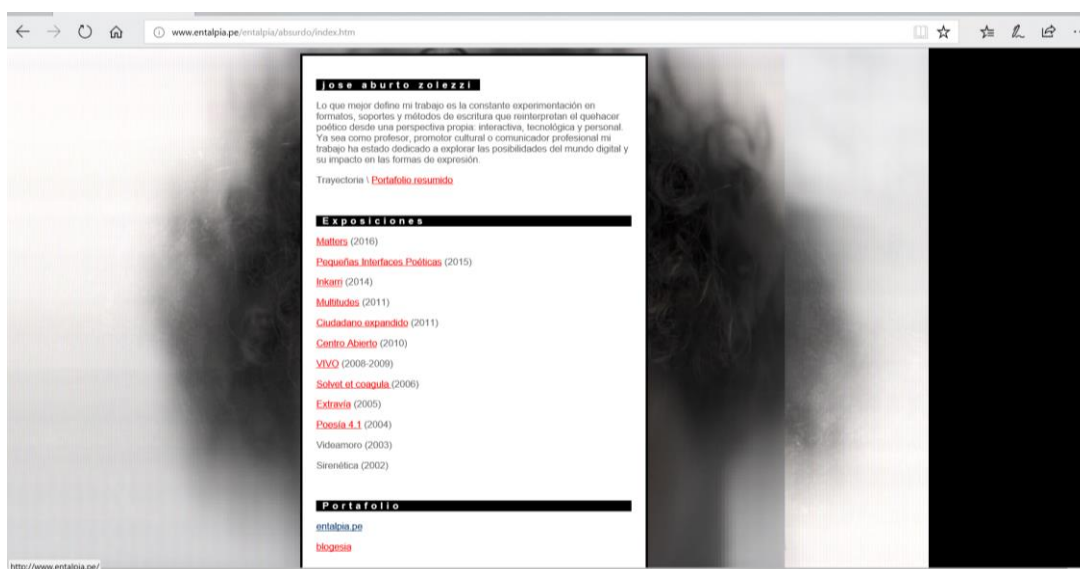 www.entalpia.pe/entalpia/absurdo/index.htm
jose aburto zolezzi
Lo que mejor define mi trabajo es la constante experimentación en
formatos, soportes y métodos de escritura que reinterpretan el quehacer
poético desde una perspectiva propia: interactiva, tecnológica y personal.
Ya sea como profesor, promotor cultural o comunicador profesional mi
trabajo ha estado dedicado a explorar las posibilidades del mundo digital y
su impacto en las formas de expresión.
Trayectoria \ Portafolio resumido
Exposiciones
Matters (2016)
Pequeñas Interfaces Poéticas (2015)
Inkam (2014)
Multitudes (2011)
Ciudadano expandido (2011)
Centro Abierto (2010)
VIVO (2008-2009)
Solvet et coagula (2006)
Extravía (2005)
Poesía 4.1 (2004)
Videamoro (2003)
Sirenética (2002)
Portafolio
entalpia.pe
blogesia
http://www.entalpia.pe/